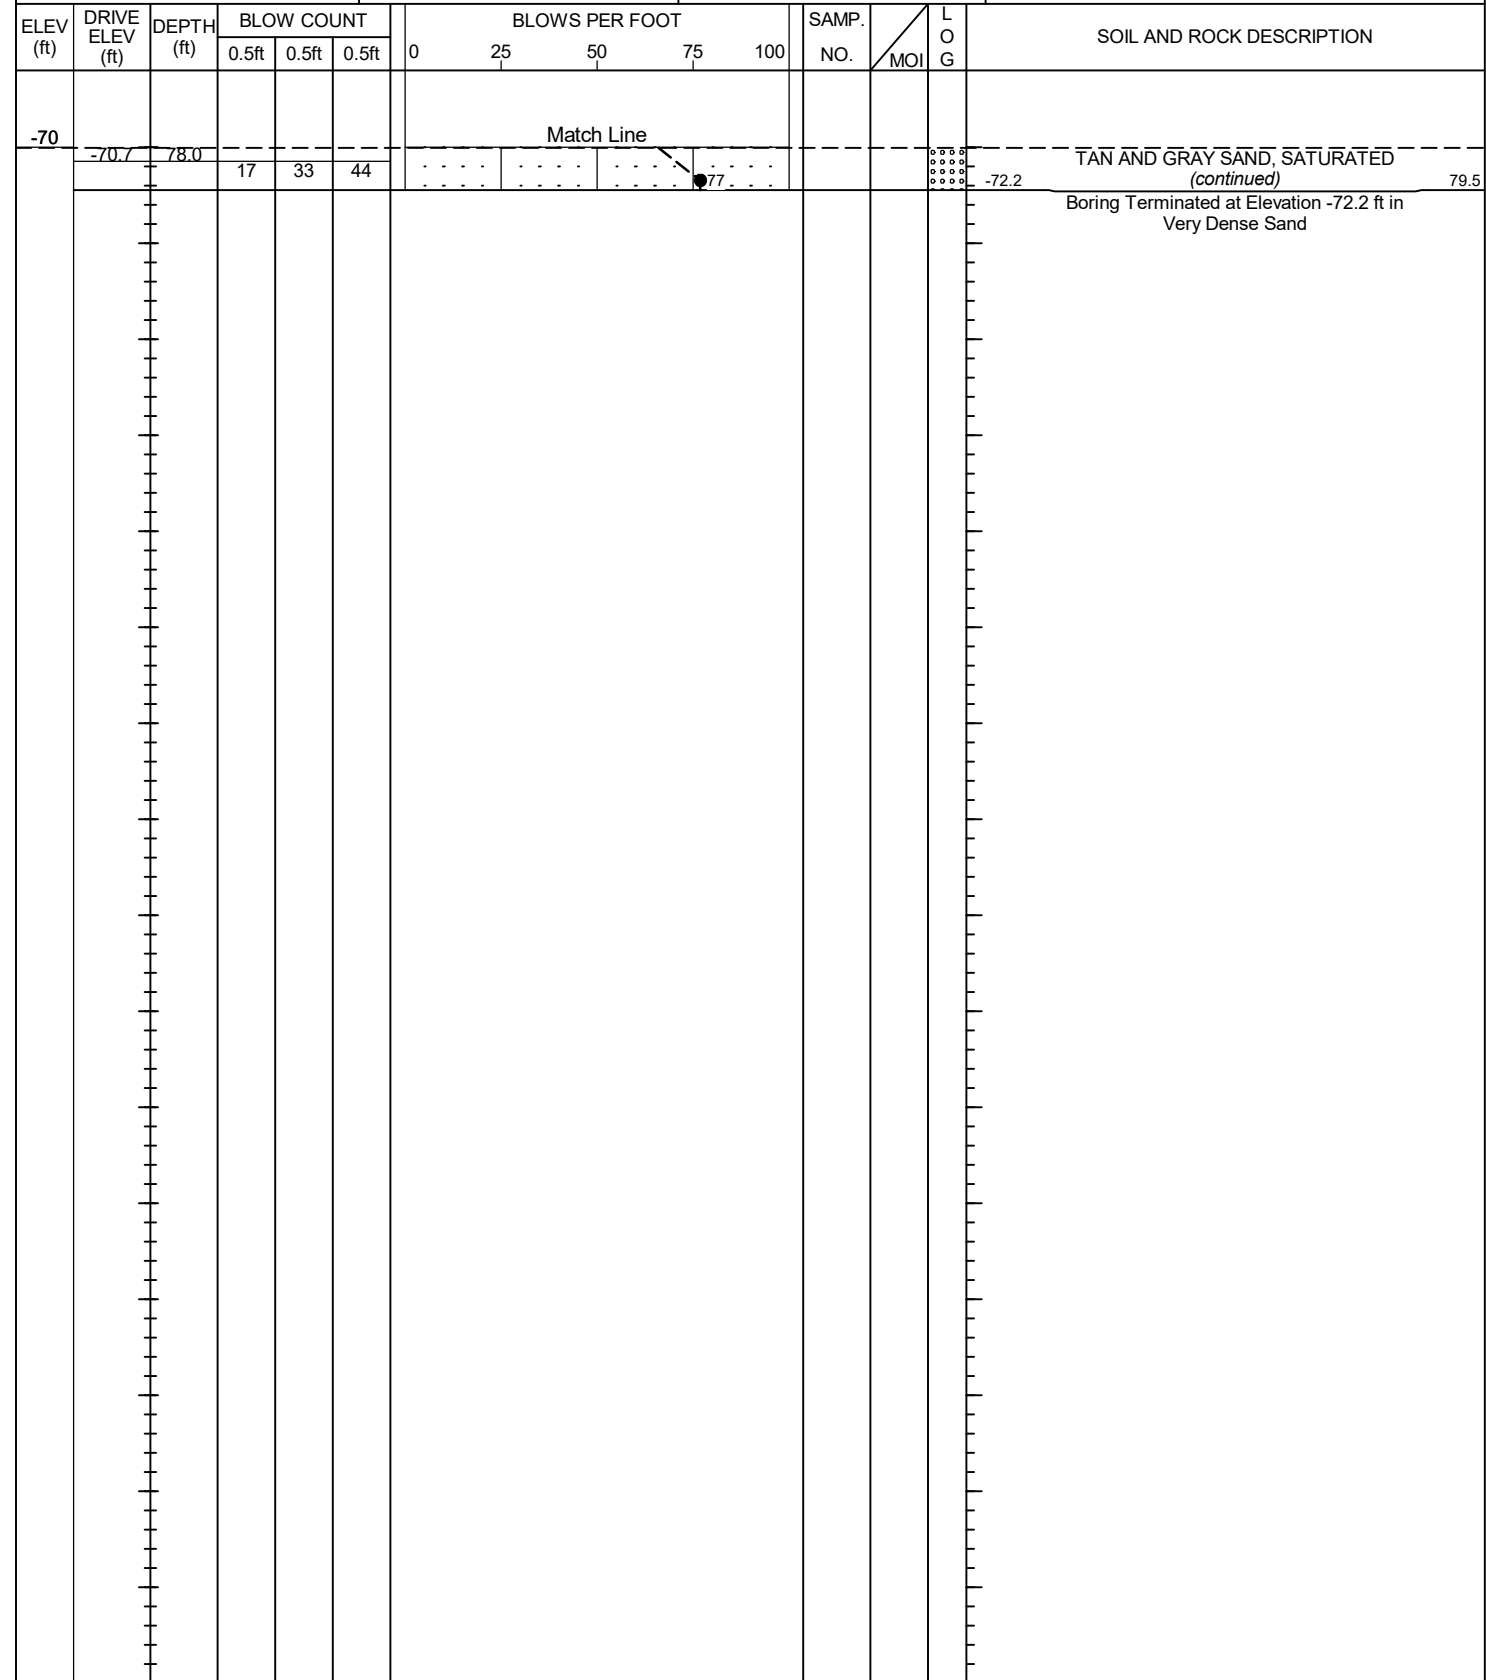 ELEV
(ft)
DRIVE
ELEV
(ft)
DEPTH
(ft)
BLOW COUNT
0.5ft 0.5ft 0.5ft
BLOWS PER FOOT
0 25 50 75 100
SAMP.
NO.
MOI
L
O
G
SOIL AND ROCK DESCRIPTION
-70
Match Line
-70.7 78.0
17 33 44
77
TAN AND GRAY SAND, SATURATED
-72.2 (continued) 79.5
Boring Terminated at Elevation -72.2 ft in
Very Dense Sand